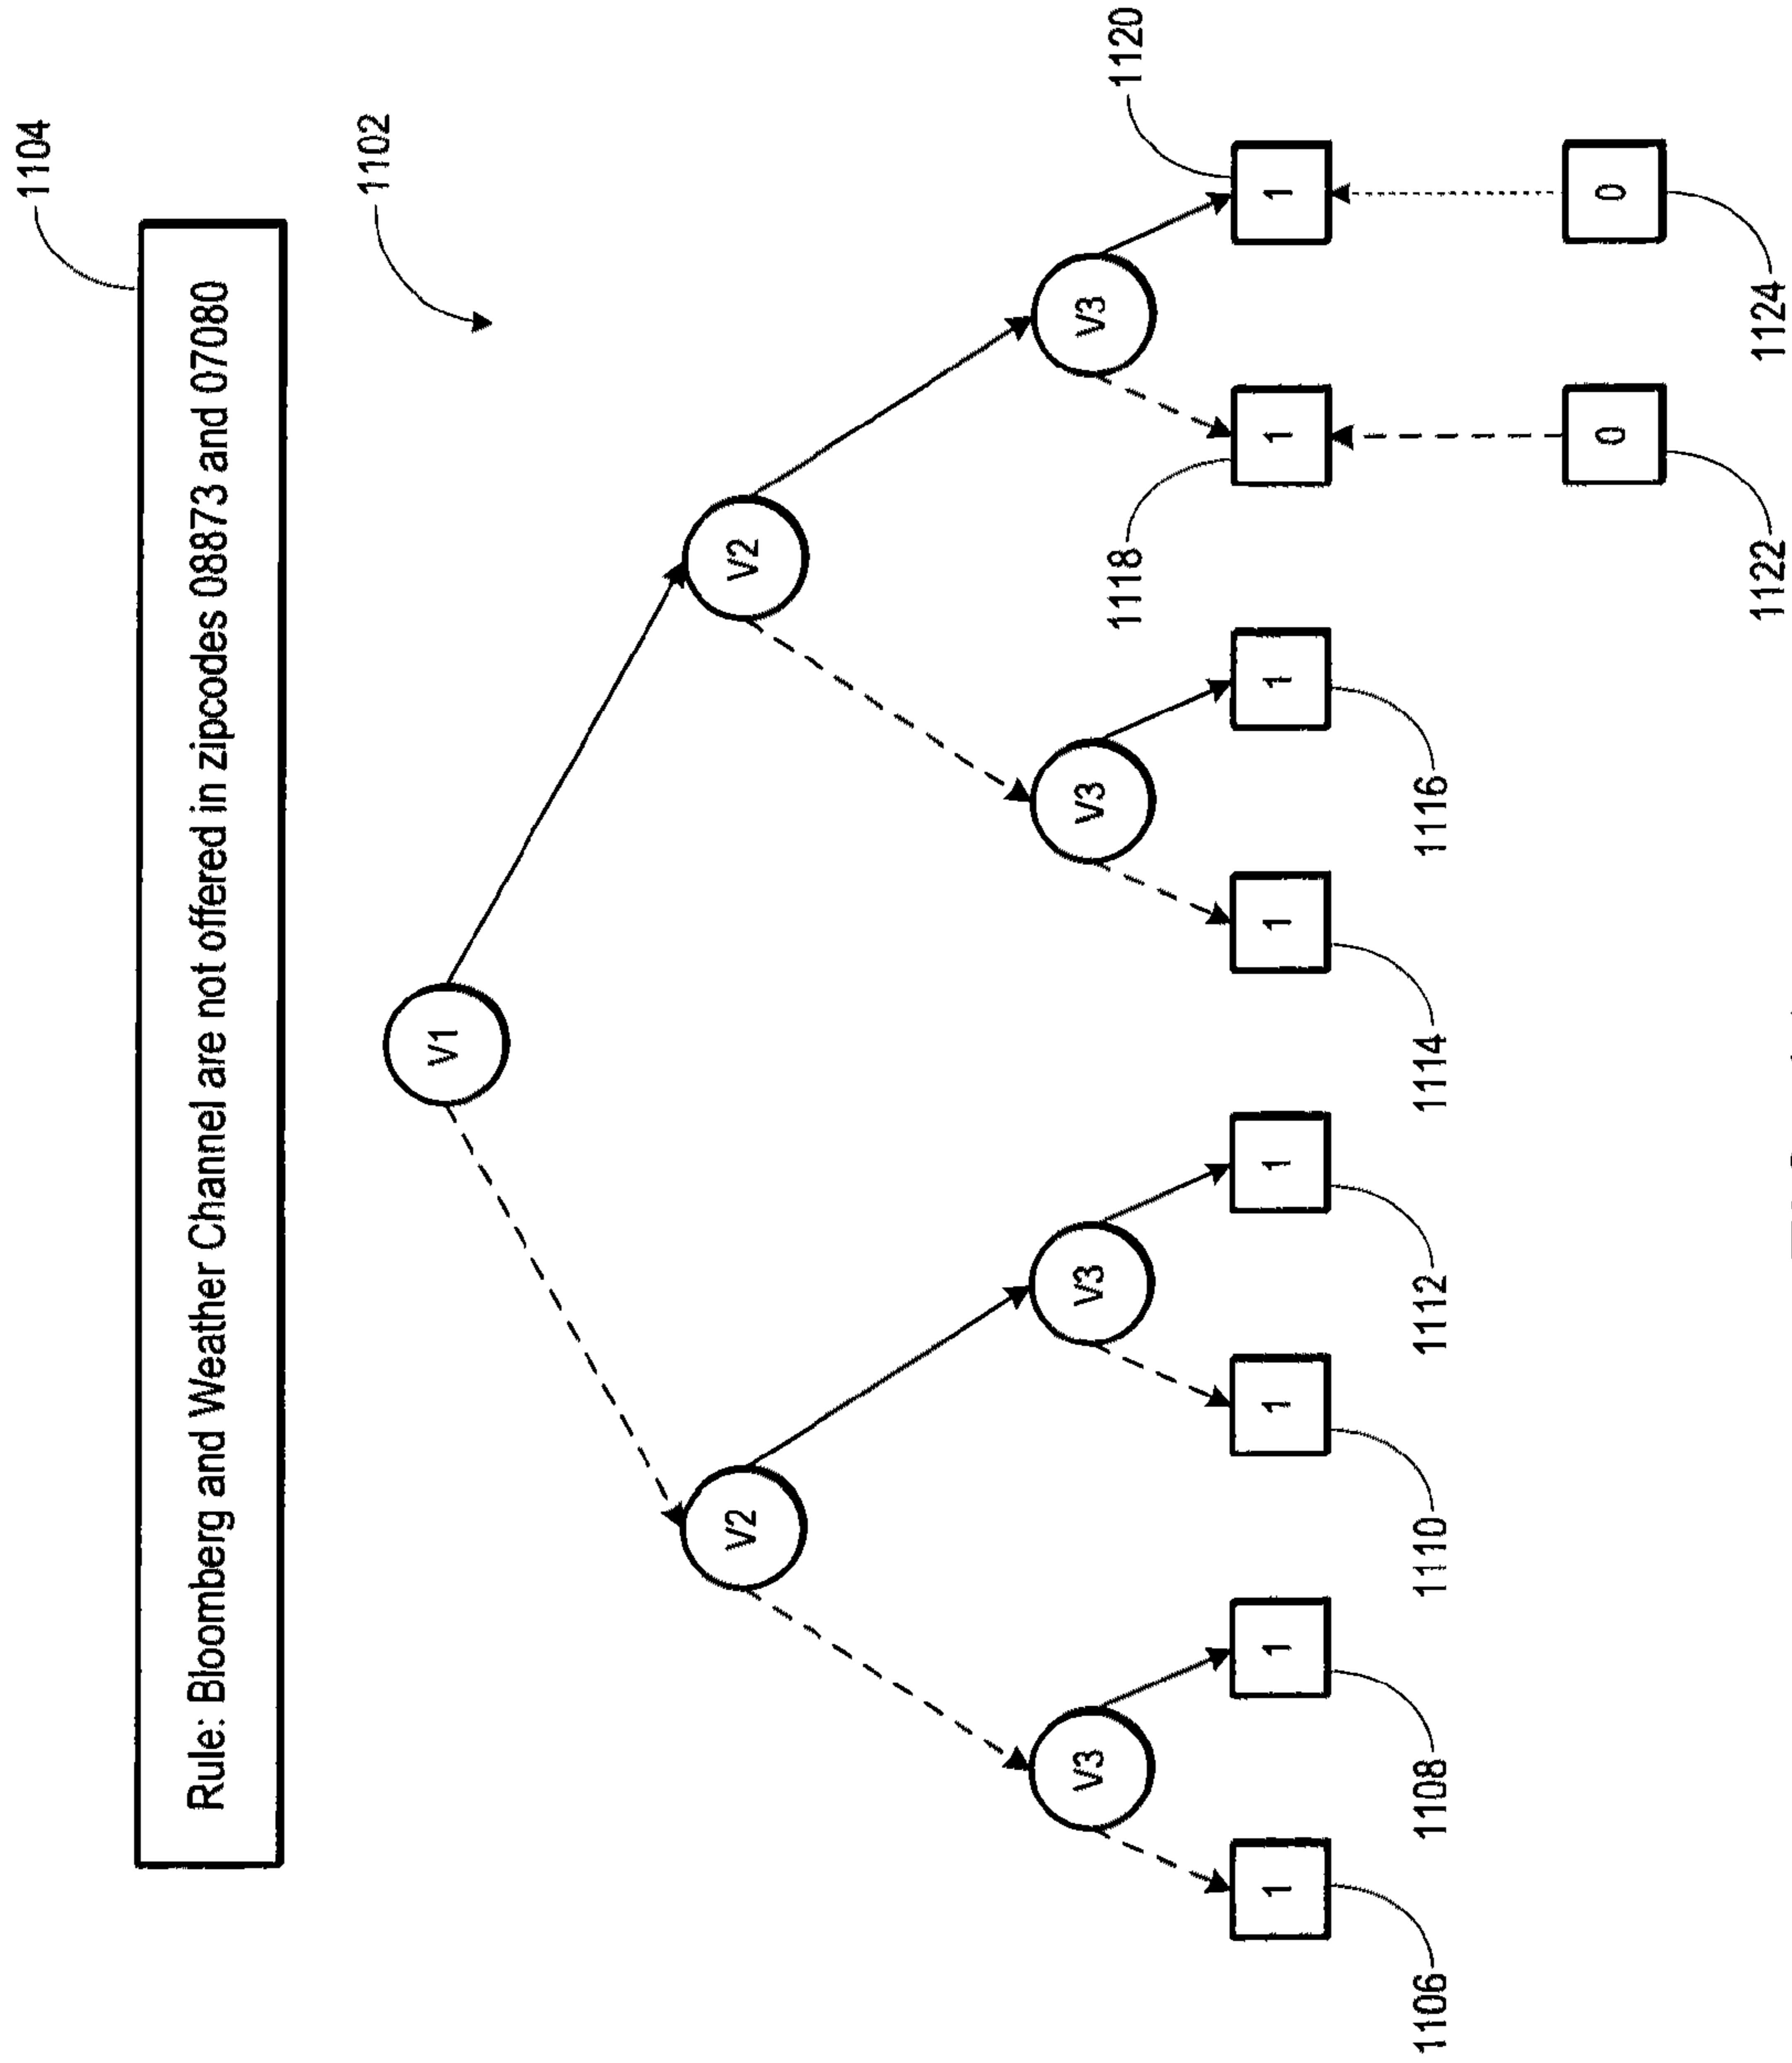 1104
Rule: Bloomberg and Weather Channel are not offered in zipcodes 08873 and 07080
1102
V1
V2
V2
V3
V3
V3
V3
1120
1
1
1
1
1
1
1
1
1118
1106
1108
1110
1112
1114
1116
0
0
1122
1124